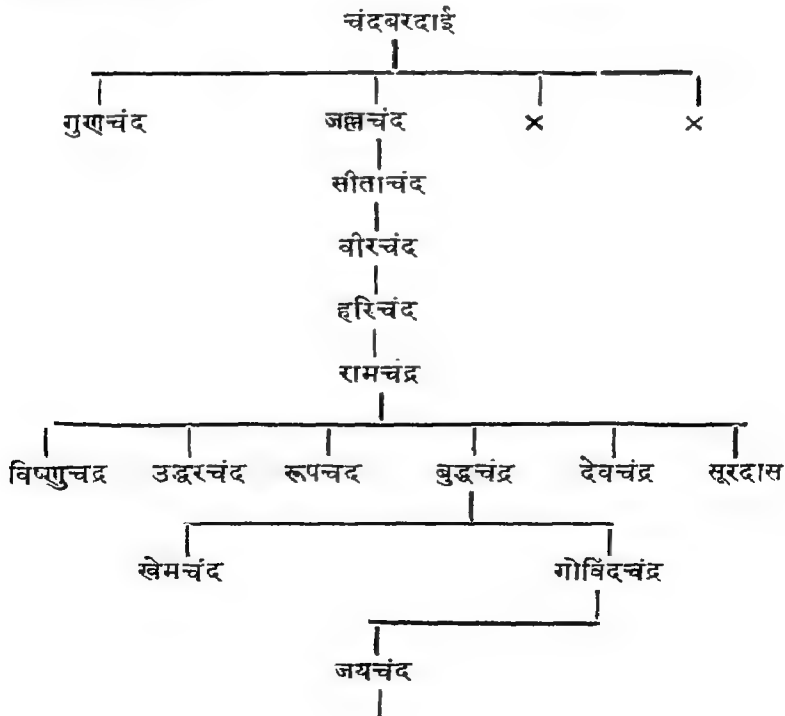 चंदबरदाई
गुणचंद जल्लचंद × ×
सीताचंद
वीरचंद
हरिचंद
रामचंद्र
विष्णुचद्र उद्धरचंद रूपचद बुद्धचंद्र देवचंद्र सूरदास
खेमचंद गोविंदचंद्र
जयचंद